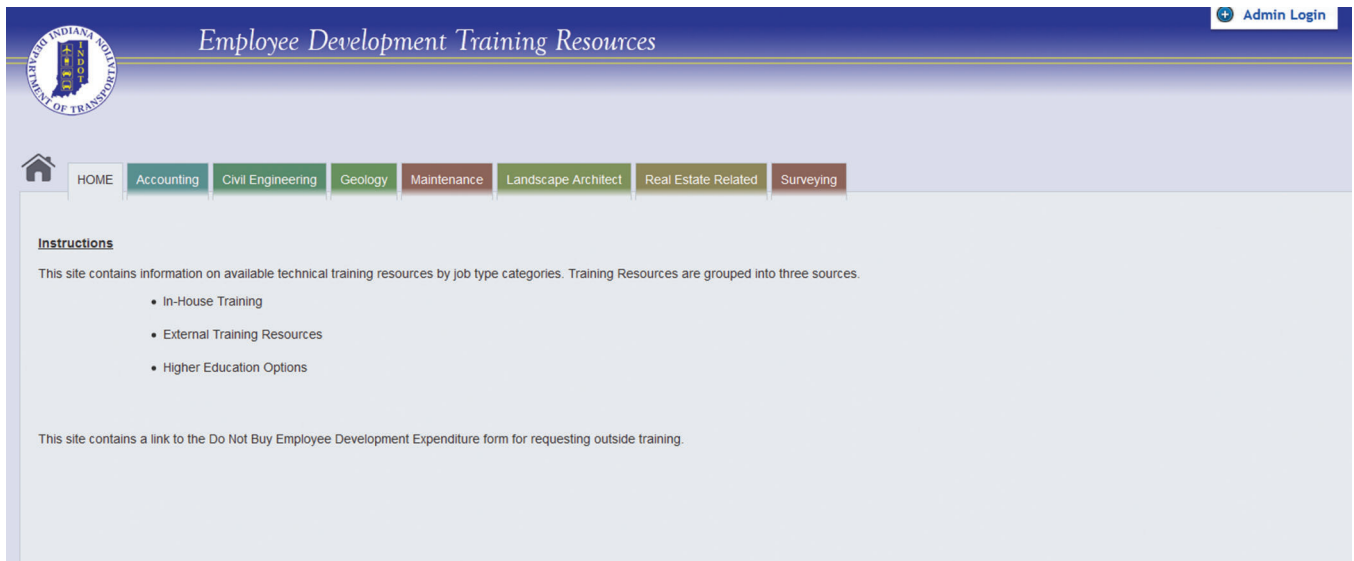 Admin Login
INDIANA DEPARTMENT OF TRANSPORTATION
INDOT
Employee Development Training Resources
HOME Accounting Civil Engineering Geology Maintenance Landscape Architect Real Estate Related Surveying
Instructions
This site contains information on available technical training resources by job type categories. Training Resources are grouped into three sources.
• In-House Training
• External Training Resources
• Higher Education Options
This site contains a link to the Do Not Buy Employee Development Expenditure form for requesting outside training.